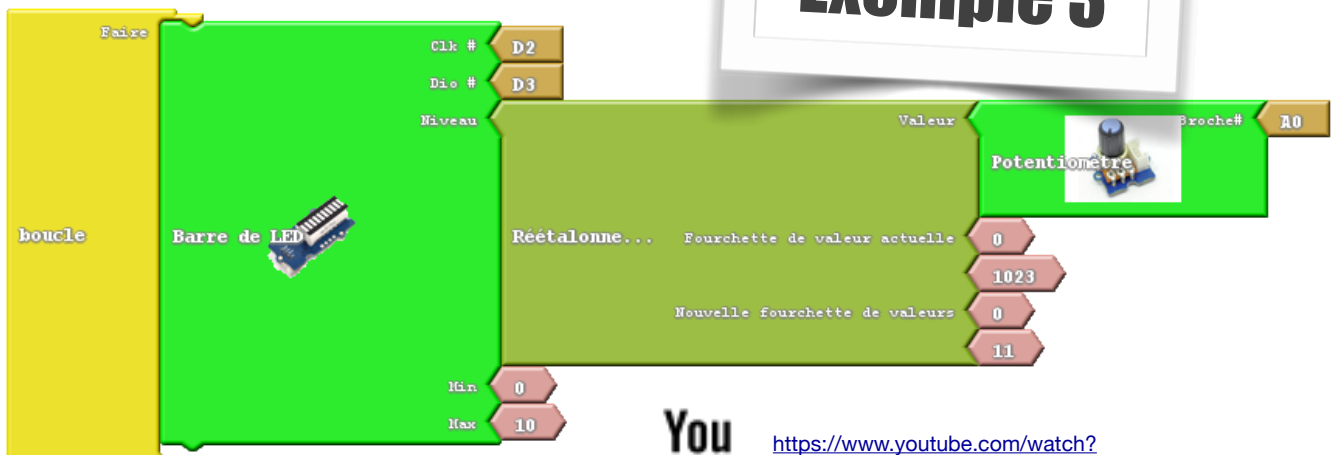 Exemple
Faire
Clk # D2
Dio # D3
Niveau
Valeur
Broche# A0
Potentiomètre
boucle
Barre de LED
Réétalonne...
Fourchette de valeur actuelle 0
1023
Nouvelle fourchette de valeurs 0
11
Min 0
Max 10
You
https://www.youtube.com/watch?